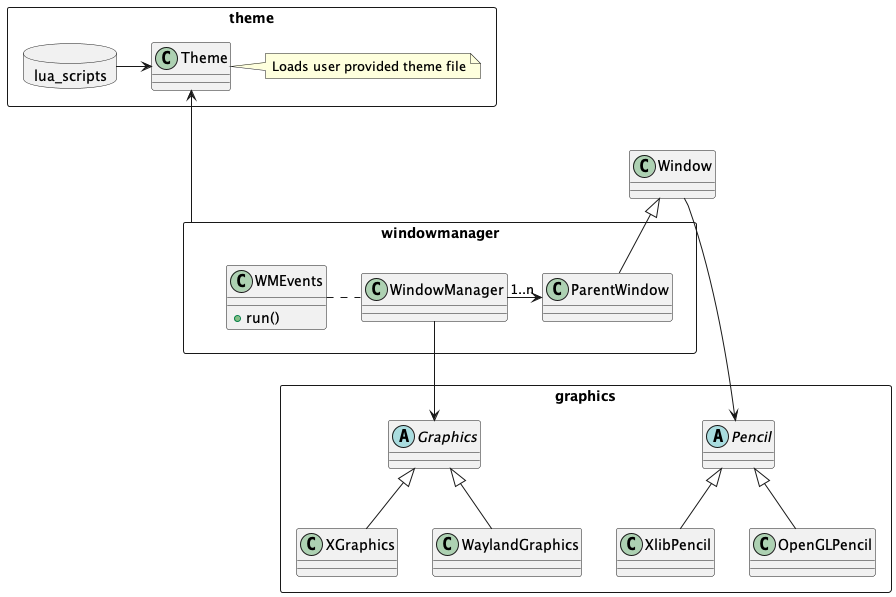 theme
lua_scripts
C Theme
Loads user provided theme file
C Window
windowmanager
C WMEvents
run()
C WindowManager
1..n
C ParentWindow
graphics
A Graphics
A Pencil
C XGraphics
C WaylandGraphics
C XlibPencil
C OpenGLPencil